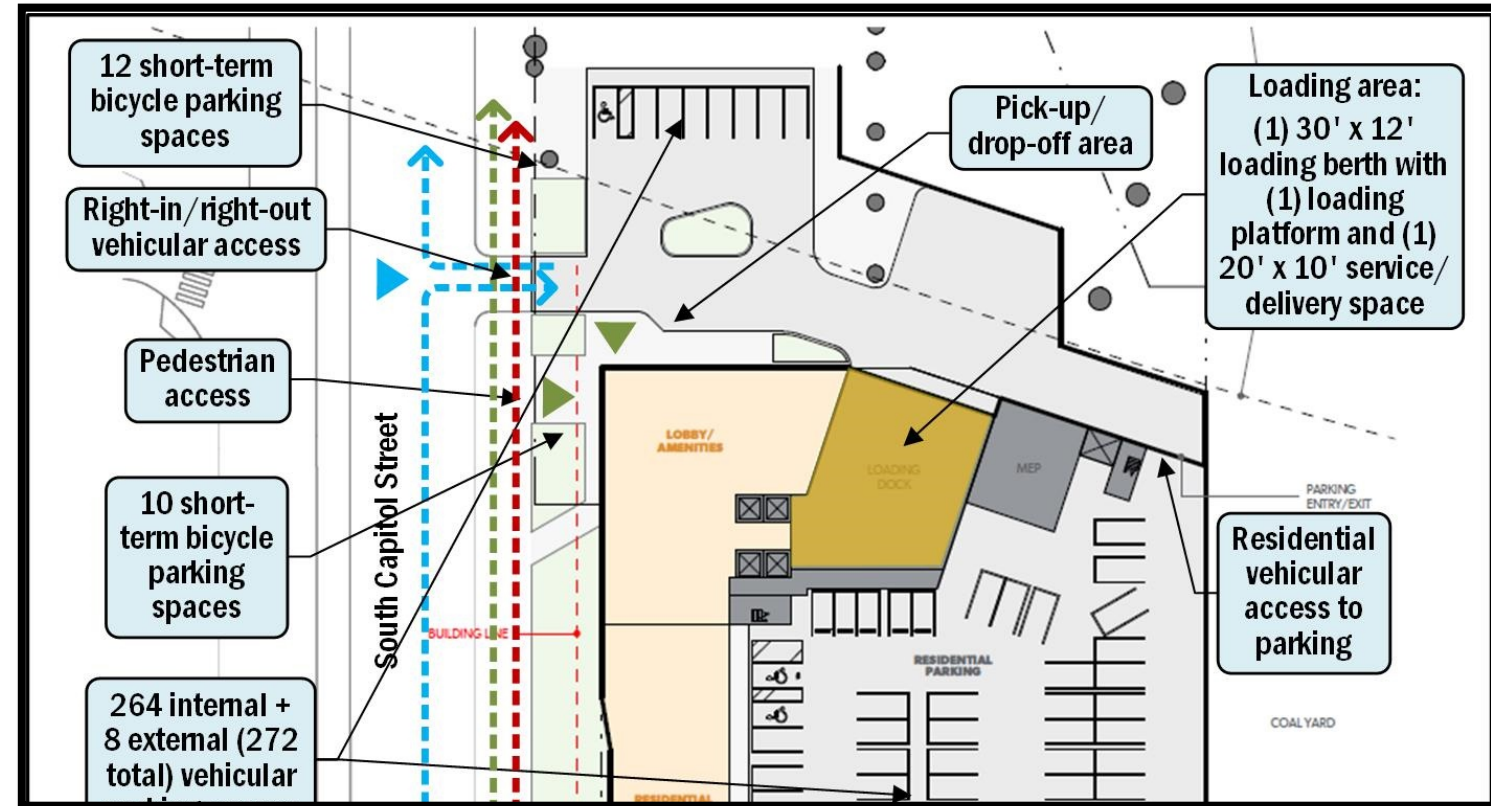 12 short-term
bicycle parking
spaces
Right-in/right-out
vehicular access
Pedestrian
access
10 short-
term bicycle
parking
spaces
264 internal +
8 external (272
total) vehicular
South Capitol Street
BUILDING LINE
Pick-up/
drop-off area
Loading area:
(1) 30' x 12'
loading berth with
(1) loading
platform and (1)
20' x 10' service/
delivery space
LOBBY/
AMENITIES
LOADING
DOCK
MEP
PARKING
ENTRY/EXIT
Residential
vehicular
access to
parking
RESIDENTIAL
PARKING
COAL YARD
RESIDENTIAL